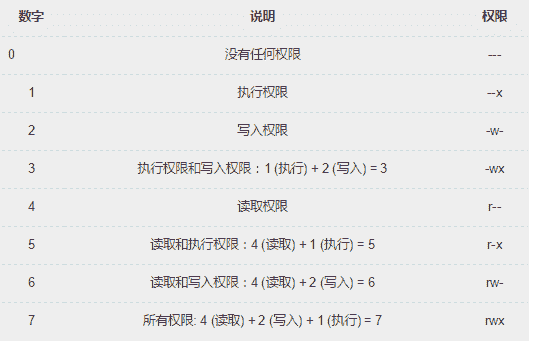 数字 说明 权限
0 没有任何权限 ---
1 执行权限 --x
2 写入权限 -w-
3 执行权限和写入权限：1 (执行) + 2 (写入) = 3 -wx
4 读取权限 r--
5 读取和执行权限：4 (读取) + 1 (执行) = 5 r-x
6 读取和写入权限：4 (读取) + 2 (写入) = 6 rw-
7 所有权限: 4 (读取) + 2 (写入) + 1 (执行) = 7 rwx